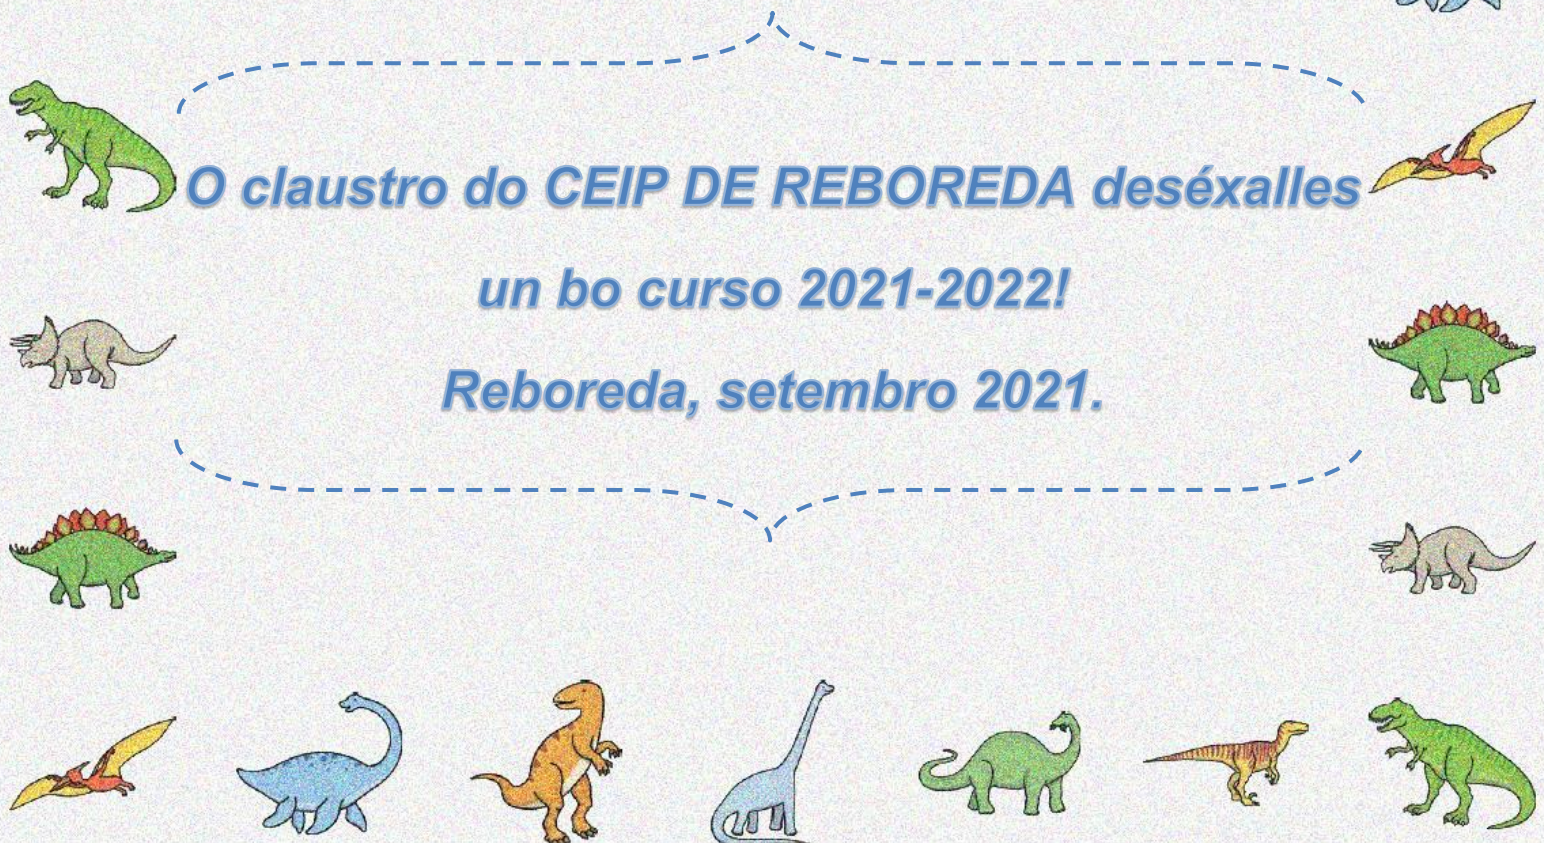 O claustro do CEIP DE REBOREDA deséxalles
un bo curso 2021-2022!
Reboreda, setembro 2021.